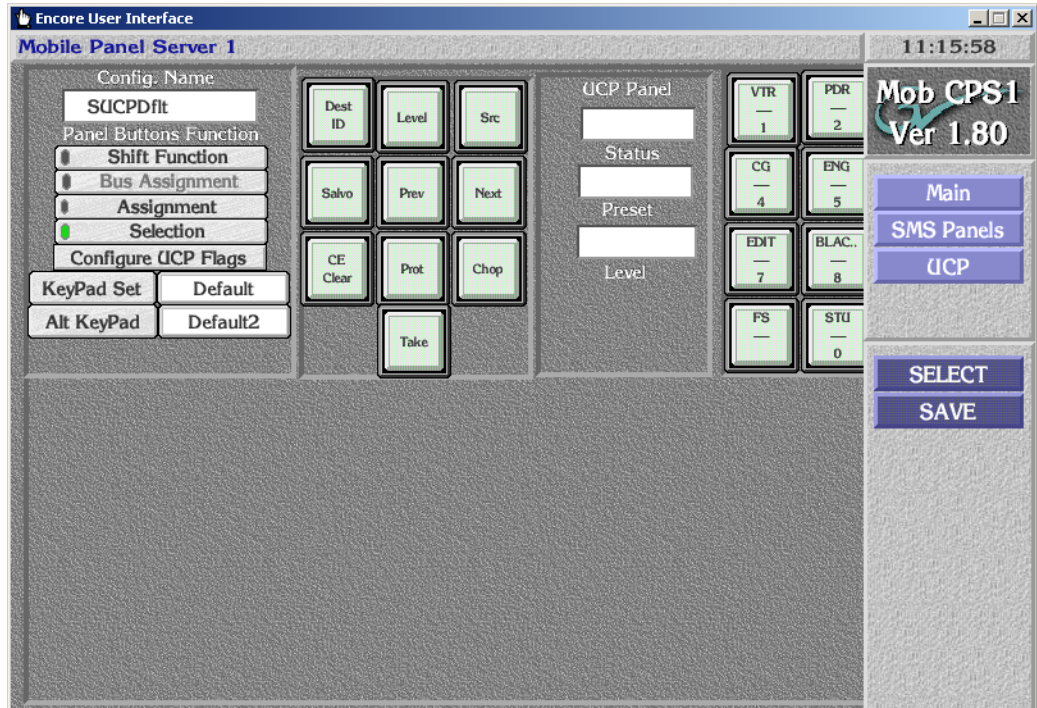 Encore User Interface
Mobile Panel Server 1
11:15:58
Config. Name
SUCPDflt
Panel Buttons Function
Shift Function
Bus Assignment
Assignment
Selection
Configure UCP Flags
KeyPad Set
Default
Alt KeyPad
Default2
Dest
ID
Level
Src
Salvo
Prev
Next
CE
Clear
Prot
Chop
Take
UCP Panel
Status
Preset
Level
VTR
1
PDR
2
CG
4
ENG
5
EDIT
7
BLAC..
8
FS
STU
0
Mob CPS1
Ver 1.80
Main
SMS Panels
UCP
SELECT
SAVE